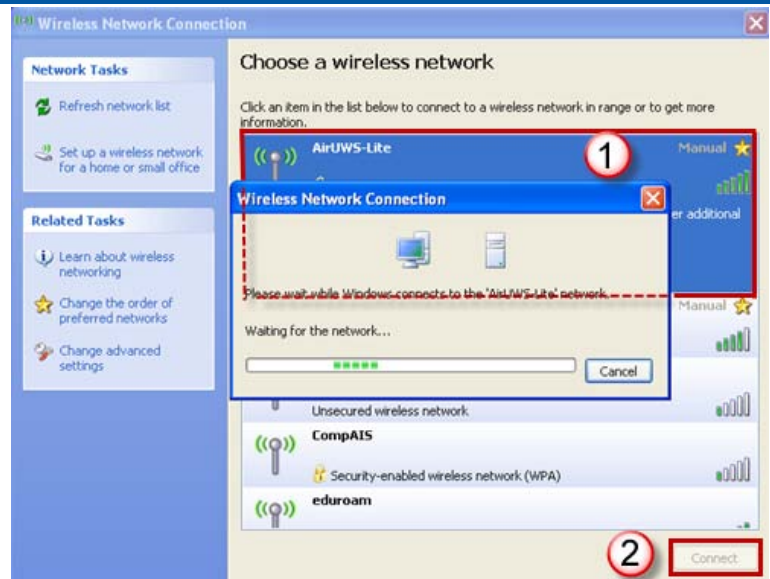 Wireless Network Connection
Network Tasks
Refresh network list
Set up a wireless network
for a home or small office
Related Tasks
Learn about wireless
networking
Change the order of
preferred networks
Change advanced
settings
Choose a wireless network
Click an item in the list below to connect to a wireless network in range or to get more
information.
AirUWS-Lite
1
Manual
er additional
Wireless Network Connection
Please wait while Windows connects to the 'AirUWS-Lite' network.
Waiting for the network...
Cancel
Manual
Unsecured wireless network
CompAIS
Security-enabled wireless network (WPA)
eduroam
2
Connect